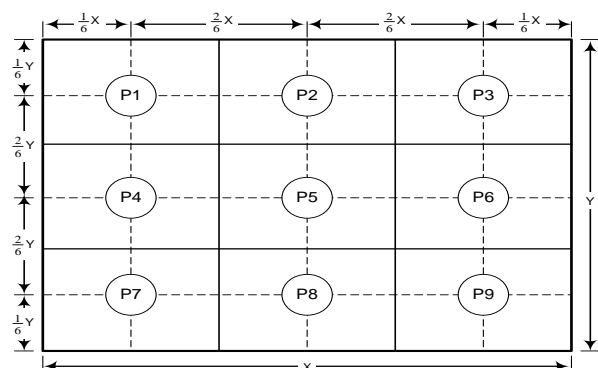 1/6 X 2/6 X 2/6 X 1/6 X
1/6 Y
P1 P2 P3
2/6 Y
P4 P5 P6
Y
2/6 Y
P7 P8 P9
1/6 Y
X